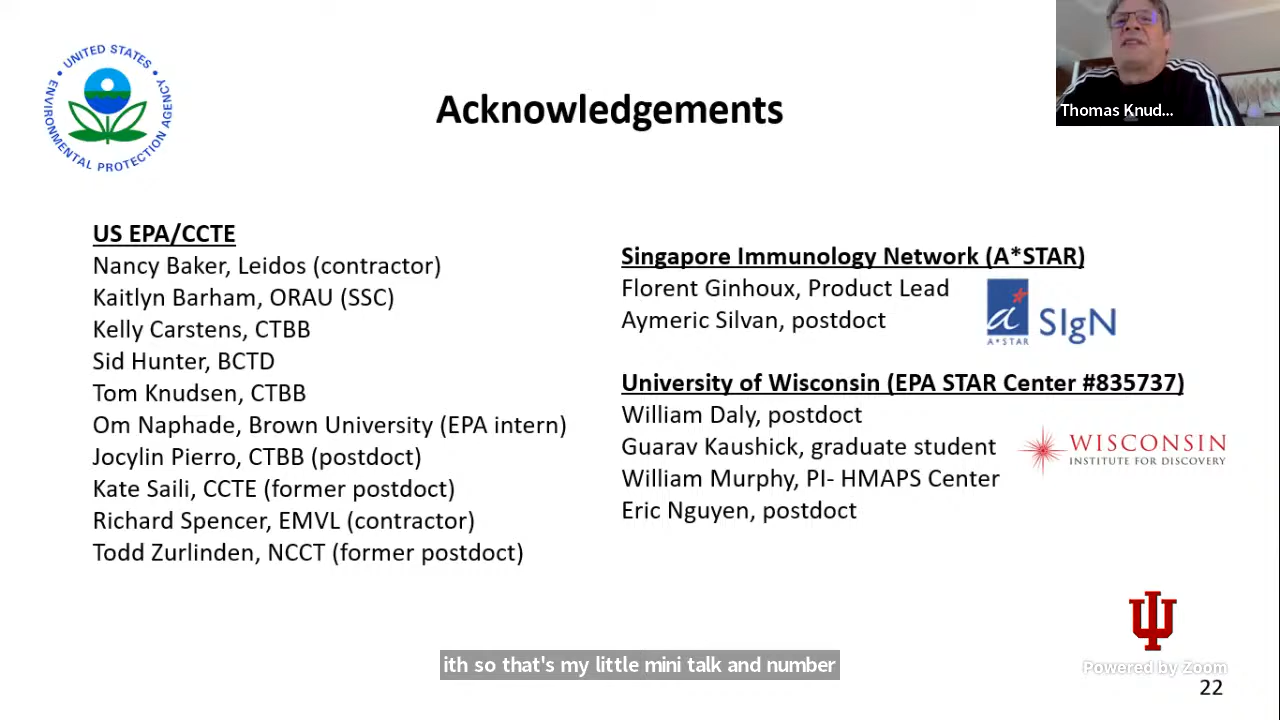 UNITED STATES
ENVIRONMENTAL PROTECTION AGENCY
Acknowledgements
Thomas Knud...
US EPA/CCTE
Nancy Baker, Leidos (contractor)
Kaitlyn Barham, ORAU (SSC)
Kelly Carstens, CTBB
Sid Hunter, BCTD
Tom Knudsen, CTBB
Om Naphade, Brown University (EPA intern)
Jocylin Pierro, CTBB (postdoct)
Kate Saili, CCTE (former postdoct)
Richard Spencer, EMVL (contractor)
Todd Zurlinden, NCCT (former postdoct)
Singapore Immunology Network (A*STAR)
Florent Ginhoux, Product Lead
Aymeric Silvan, postdoct
a
A*STAR
SIgN
University of Wisconsin (EPA STAR Center #835737)
William Daly, postdoct
Guarav Kaushick, graduate student
William Murphy, PI- HMAPS Center
Eric Nguyen, postdoct
WISCONSIN
INSTITUTE FOR DISCOVERY
ith so that's my little mini talk and number
Powered by Zoom
22